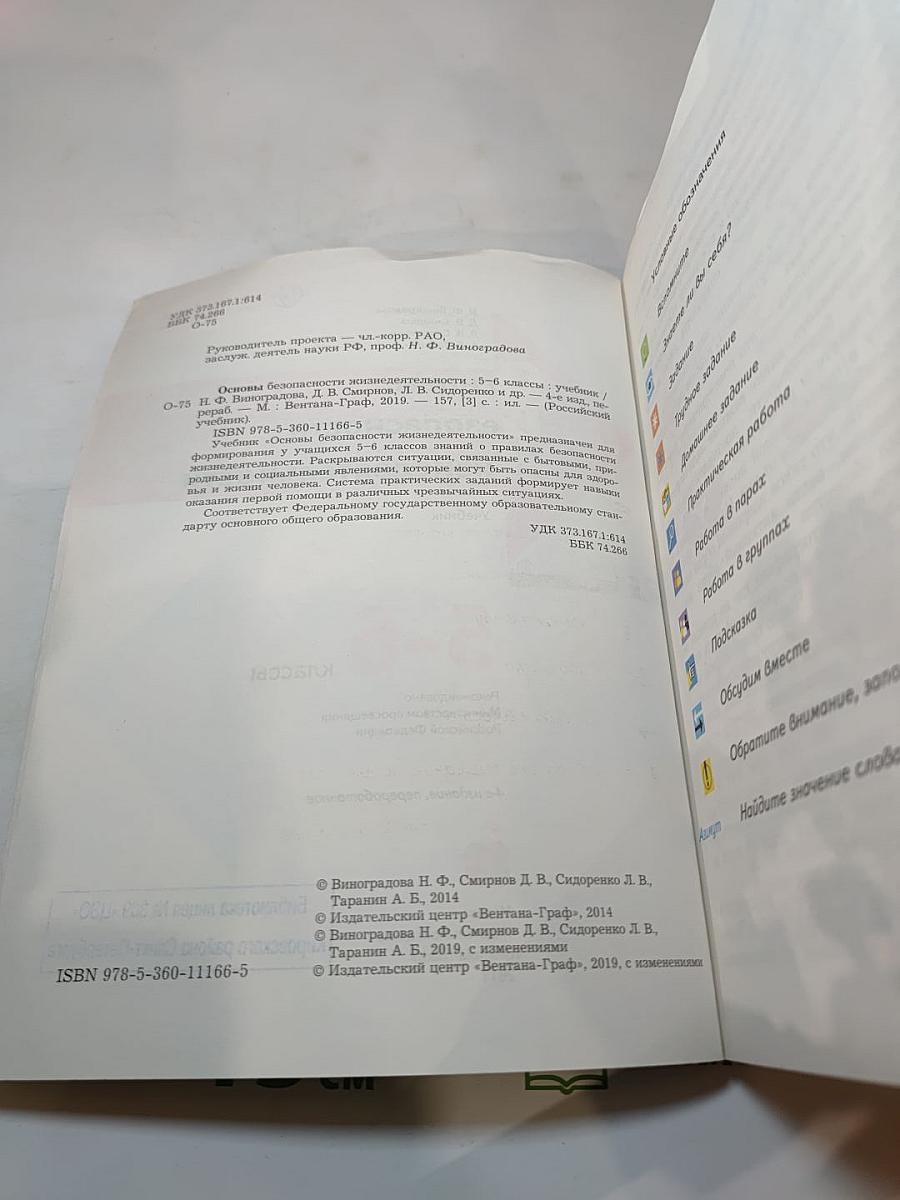 УДК 373.167.1:614
ББК 74.266
О-75
Руководитель проекта — чл.-корр. РАО,
заслуж. деятель науки РФ, проф. Н. Ф. Виноградова
Основы безопасности жизнедеятельности : 5–6 классы : учебник /
О-75 Н. Ф. Виноградова, Д. В. Смирнов, Л. В. Сидоренко и др. — 4-е изд., пе-
рераб. — М. : Вентана-Граф, 2019. — 157, [3] с. : ил. — (Российский
учебник).
ISBN 978-5-360-11166-5
Учебник «Основы безопасности жизнедеятельности» предназначен для
формирования у учащихся 5–6 классов знаний о правилах безопасности
жизнедеятельности. Раскрываются ситуации, связанные с бытовыми, при-
родными и социальными явлениями, которые могут быть опасны для здоро-
вья и жизни человека. Система практических заданий формирует навыки
оказания первой помощи в различных чрезвычайных ситуациях.
Соответствует Федеральному государственному образовательному стан-
дарту основного общего образования.
УДК 373.167.1:614
ББК 74.266
© Виноградова Н. Ф., Смирнов Д. В., Сидоренко Л. В.,
Таранин А. Б., 2014
© Издательский центр «Вентана-Граф», 2014
© Виноградова Н. Ф., Смирнов Д. В., Сидоренко Л. В.,
Таранин А. Б., 2019, с изменениями
ISBN 978-5-360-11166-5
© Издательский центр «Вентана-Граф», 2019, с изменениями
Условные обозначения
Вспомните
Знаете ли вы себя?
Задание
Трудное задание
Домашнее задание
Практическая работа
Работа в парах
Работа в группах
Подсказка
Обсудим вместе
Обратите внимание,
Азимут Найдите значение слова
см